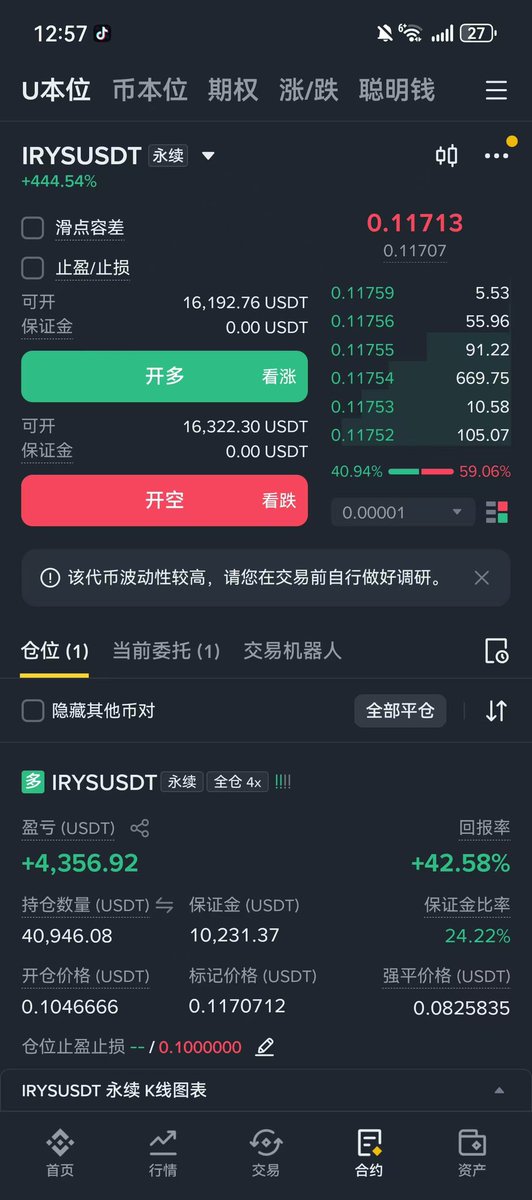 12:57
6+
27
U本位 币本位 期权 涨/跌 聪明钱
IRYSUSDT 永续
+444.54%
滑点容差
止盈/止损
可开 16,192.76 USDT
保证金 0.00 USDT
开多 看涨
可开 16,322.30 USDT
保证金 0.00 USDT
开空 看跌
0.11713
0.11707
0.11759 5.53
0.11756 55.96
0.11755 91.22
0.11754 669.75
0.11753 10.58
0.11752 105.07
40.94% 59.06%
0.00001
该代币波动性较高，请您在交易前自行做好调研。
仓位 (1) 当前委托 (1) 交易机器人
隐藏其他币对 全部平仓
多 IRYSUSDT 永续 全仓 4x
盈亏 (USDT) 回报率
+4,356.92 +42.58%
持仓数量 (USDT) 保证金 (USDT) 保证金比率
40,946.08 10,231.37 24.22%
开仓价格 (USDT) 标记价格 (USDT) 强平价格 (USDT)
0.1046666 0.1170712 0.0825835
仓位止盈止损 -- / 0.1000000
IRYSUSDT 永续 K线图表
首页 行情 交易 合约 资产